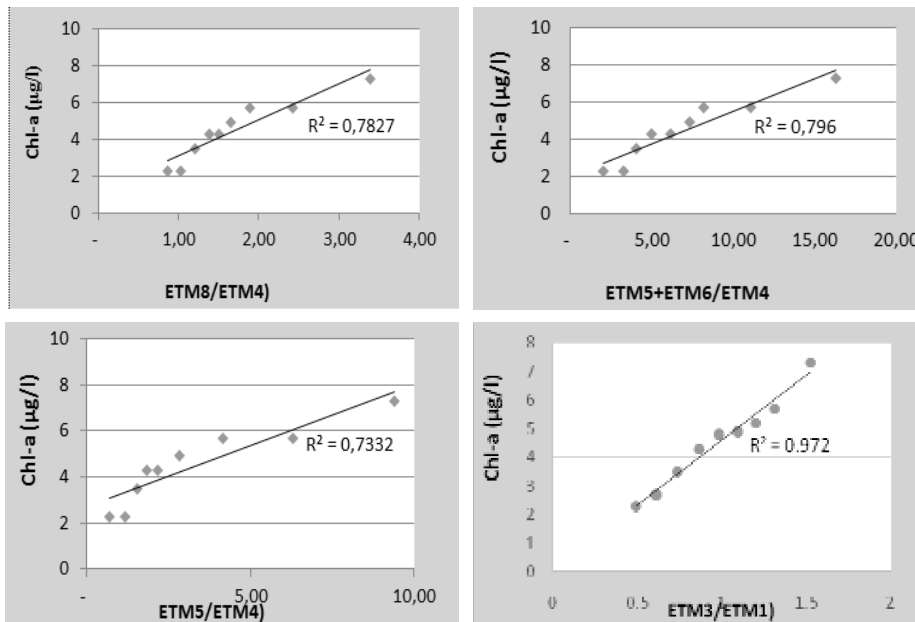 10
8
6
4
2
0
Chl-a (µg/l)
R² = 0,7827
- 1,00 2,00 3,00 4,00
ETM8/ETM4)
10
8
6
4
2
0
Chl-a (µg/l)
R² = 0,796
- 5,00 10,00 15,00 20,00
ETM5+ETM6/ETM4
10
8
6
4
2
0
Chl-a (µg/l)
R² = 0,7332
- 5,00 10,00
ETM5/ETM4)
8
7
6
5
4
3
2
1
0
Chl-a (µg/l)
R² = 0.972
0 0.5 1 1.5 2
ETM3/ETM1)